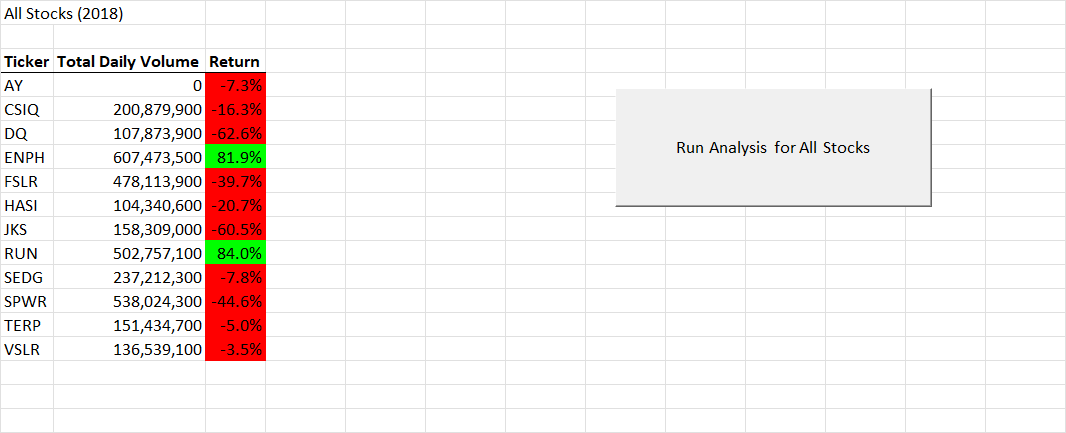 All Stocks (2018)
Ticker Total Daily Volume Return
AY 0 -7.3%
CSIQ 200,879,900 -16.3%
DQ 107,873,900 -62.6%
ENPH 607,473,500 81.9%
Run Analysis for All Stocks
FSLR 478,113,900 -39.7%
HASI 104,340,600 -20.7%
JKS 158,309,000 -60.5%
RUN 502,757,100 84.0%
SEDG 237,212,300 -7.8%
SPWR 538,024,300 -44.6%
TERP 151,434,700 -5.0%
VSLR 136,539,100 -3.5%